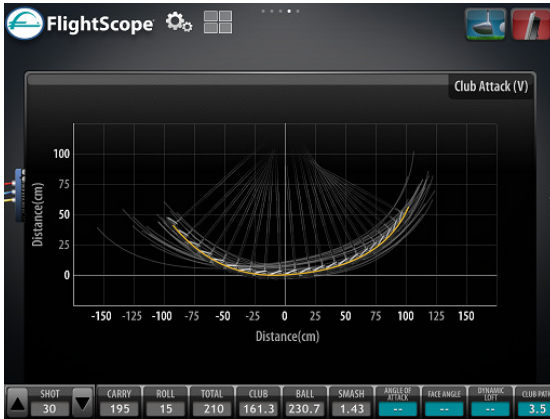 FlightScope
Club Attack (V)
Distance(cm)
100
75
50
25
0
-150 -125 -100 -75 -50 -25 0 25 50 75 100 125 150
Distance(cm)
SHOT CARRY ROLL TOTAL CLUB BALL SMASH ANGLE OF ATTACK FACE ANGLE DYNAMIC LOFT CLUB PAT
30 195 15 210 161.3 230.7 1.43 -- -- -- 3.5